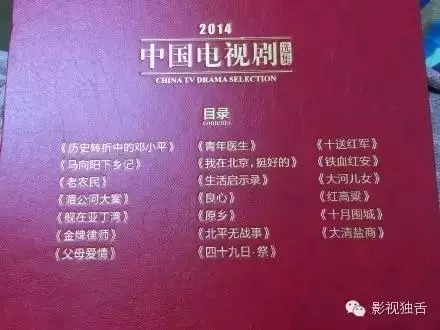 2014
中国电视剧选集
CHINA TV DRAMA SELECTION
目录
contents
《历史转折中的邓小平》
《马向阳下乡记》
《老农民》
《湄公河大案》
《舰在亚丁湾》
《金牌律师》
《父母爱情》
《青年医生》
《我在北京，挺好的》
《生活启示录》
《良心》
《原乡》
《北平无战事》
《四十九日·祭》
《十送红军》
《铁血红安》
《大河儿女》
《红高粱》
《十月围城》
《大清盐商》
影视独舌